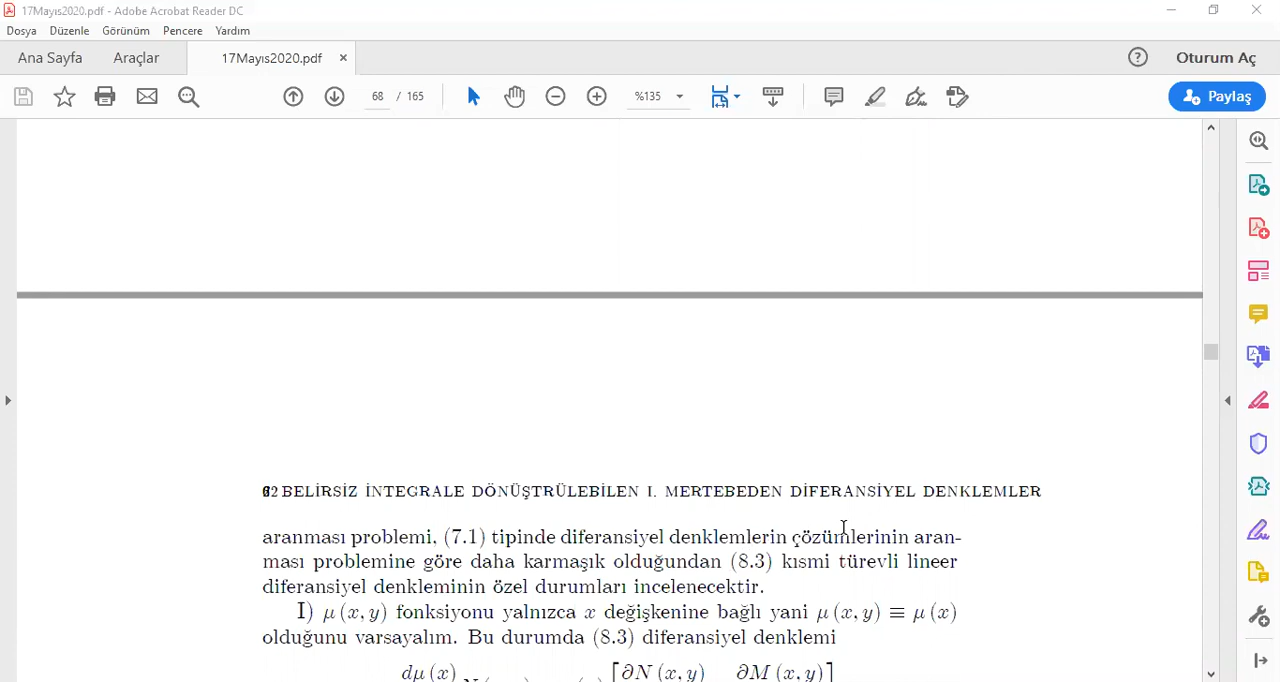 17Mayıs2020.pdf - Adobe Acrobat Reader DC
Dosya Düzenle Görünüm Pencere Yardım
Ana Sayfa Araçlar 17Mayıs2020.pdf × Oturum Aç
68 / 165 %135 Paylaş
62 BELİRSİZ İNTEGRALE DÖNÜŞTRÜLEBİLEN I. MERTEBEDEN DİFERANSİYEL DENKLEMLER
aranması problemi, (7.1) tipinde diferansiyel denklemlerin çözümlerinin aran-
ması problemine göre daha karmaşık olduğundan (8.3) kısmi türevli lineer
diferansiyel denkleminin özel durumları incelenecektir.
I) μ (x, y) fonksiyonu yalnızca x değişkenine bağlı yani μ (x, y) ≡ μ (x)
olduğunu varsayalım. Bu durumda (8.3) diferansiyel denklemi
dμ (x) [∂N (x, y) ∂M (x, y)]